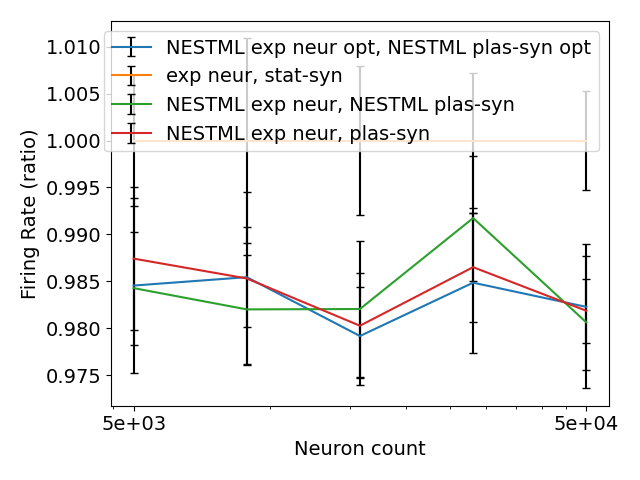 NESTML exp neur opt, NESTML plas-syn opt
exp neur, stat-syn
NESTML exp neur, NESTML plas-syn
NESTML exp neur, plas-syn
1.010
1.005
1.000
0.995
0.990
0.985
0.980
0.975
Firing Rate (ratio)
5e+03
5e+04
Neuron count